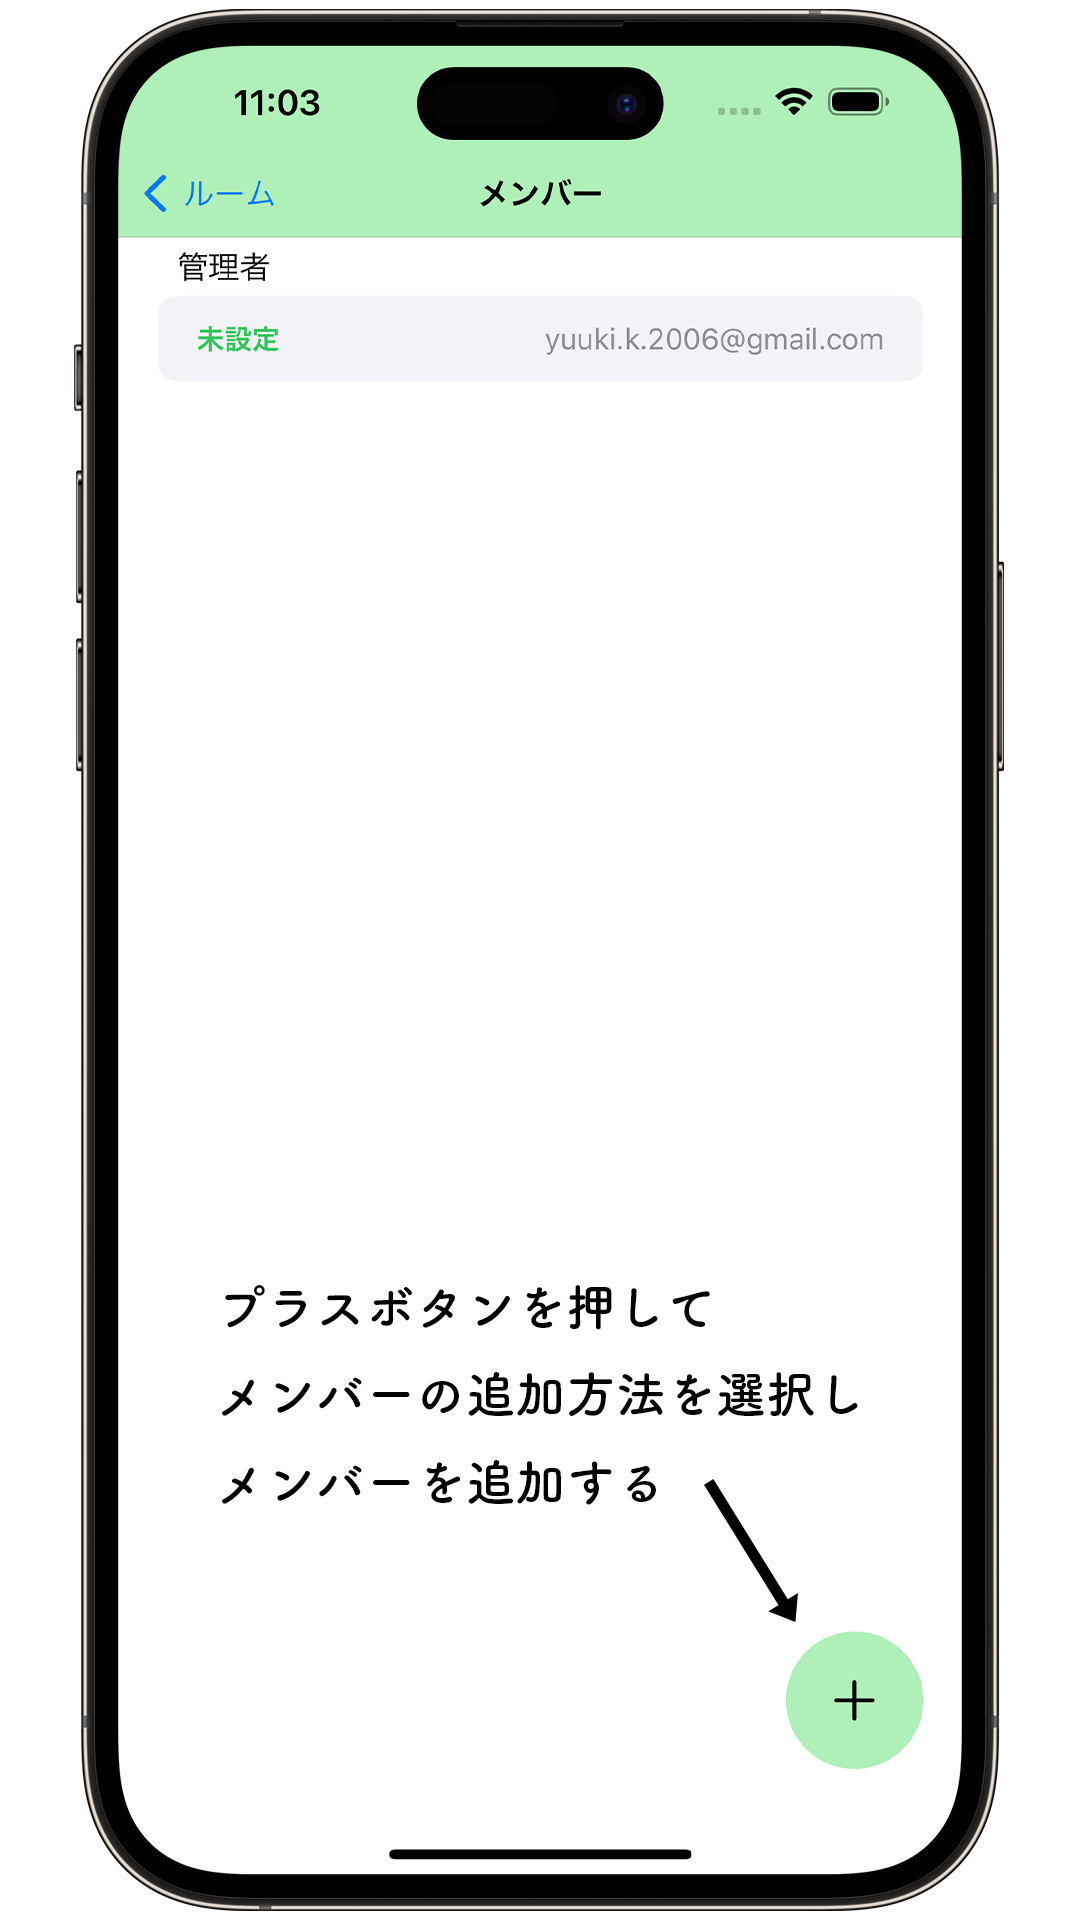 11:03
ルーム
メンバー
管理者
未設定 yuuki.k.2006@gmail.com
プラスボタンを押して
メンバーの追加方法を選択し
メンバーを追加する